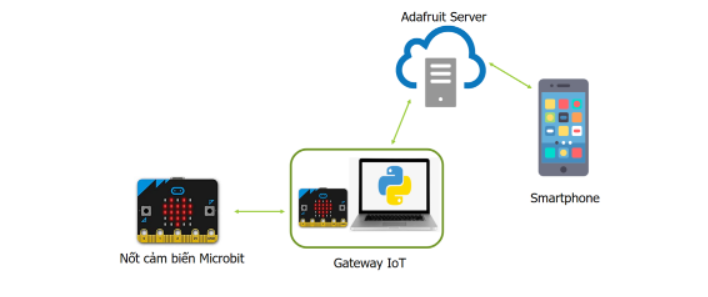 Adafruit Server
Smartphone
Nốt cảm biến Microbit
Gateway IoT